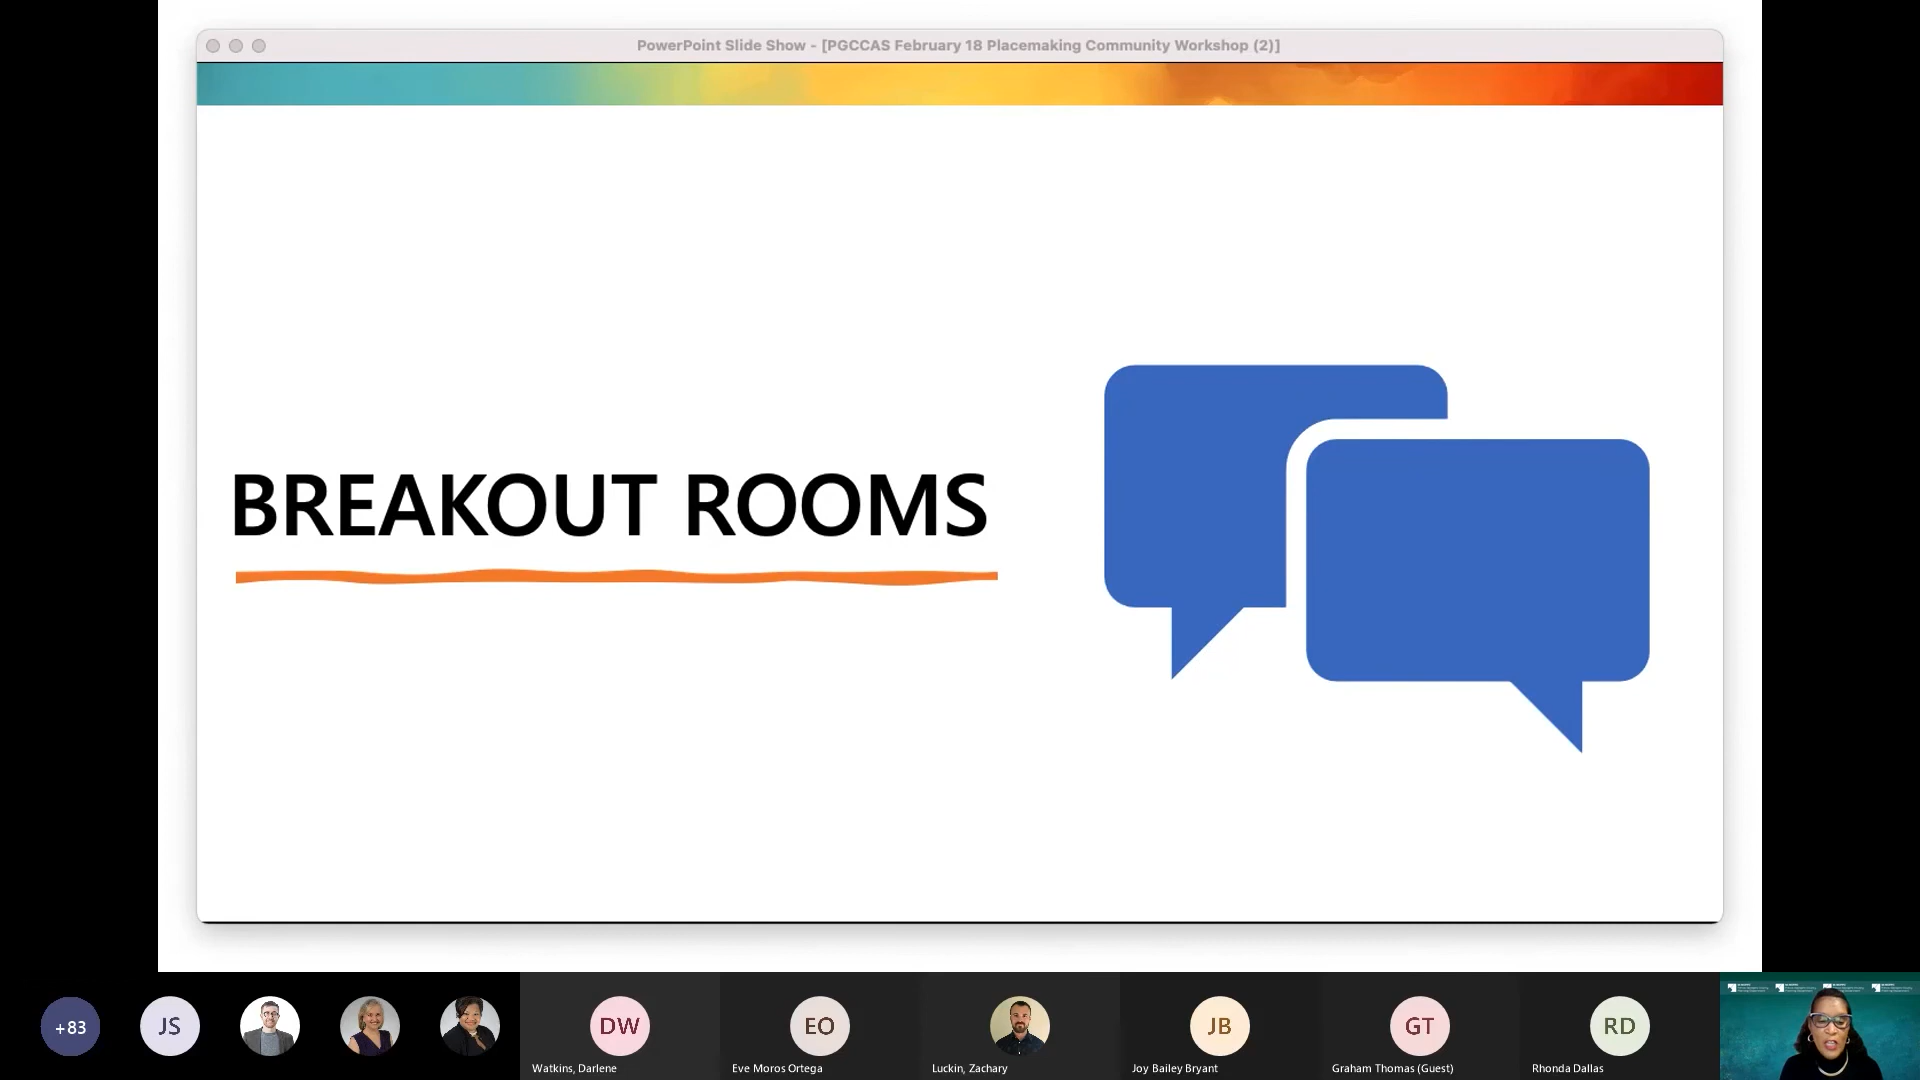 PowerPoint Slide Show - [PGCCAS February 18 Placemaking Community Workshop (2)]
BREAKOUT ROOMS
+83
JS
DW
EO
JB
GT
RD
Watkins, Darlene
Eve Moros Ortega
Luckin, Zachary
Joy Bailey Bryant
Graham Thomas (Guest)
Rhonda Dallas